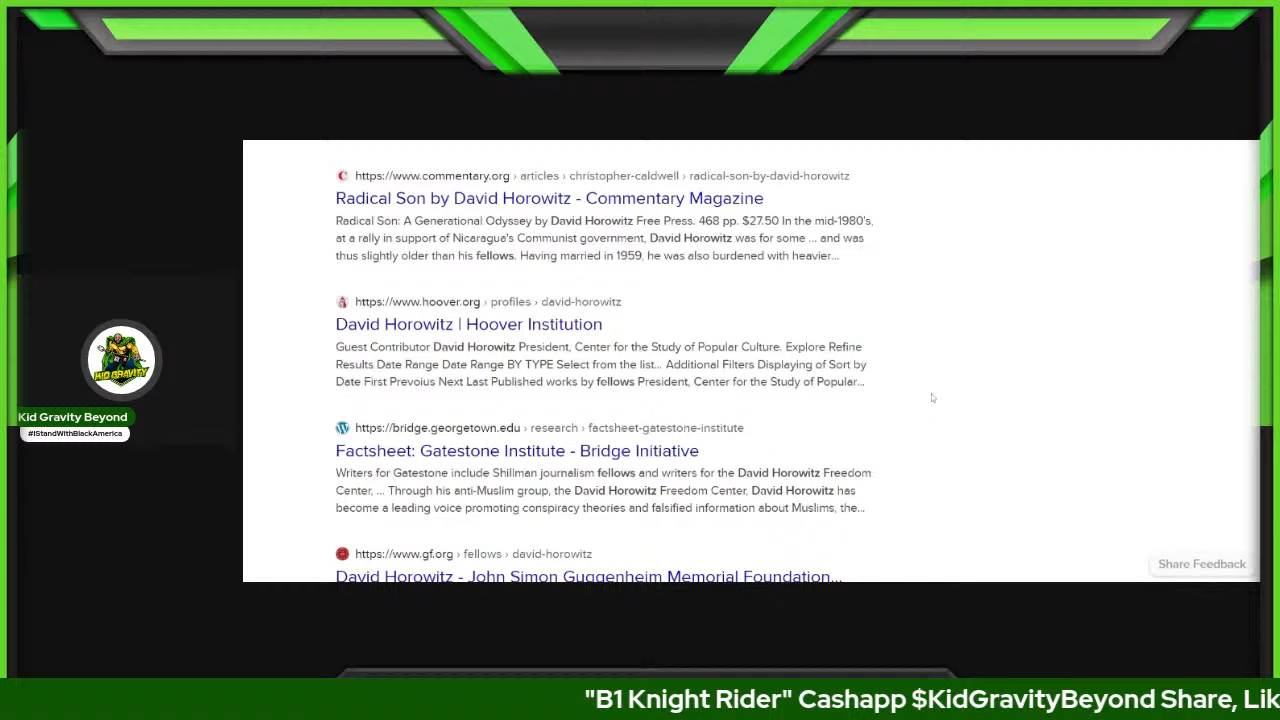 https://www.commentary.org › articles › christopher-caldwell › radical-son-by-david-horowitz
Radical Son by David Horowitz - Commentary Magazine
Radical Son: A Generational Odyssey by David Horowitz Free Press. 468 pp. $27.50 In the mid-1980's,
at a rally in support of Nicaragua's Communist government, David Horowitz was for some ... and was
thus slightly older than his fellows. Having married in 1959, he was also burdened with heavier...
https://www.hoover.org › profiles › david-horowitz
David Horowitz | Hoover Institution
Guest Contributor David Horowitz President, Center for the Study of Popular Culture. Explore Refine
Results Date Range Date Range BY TYPE Select from the list... Additional Filters Displaying of Sort by
Date First Prevoius Next Last Published works by fellows President, Center for the Study of Popular...
KID GRAVITY
Kid Gravity Beyond
#IStandWithBlackAmerica
https://bridge.georgetown.edu › research › factsheet-gatestone-institute
Factsheet: Gatestone Institute - Bridge Initiative
Writers for Gatestone include Shillman journalism fellows and writers for the David Horowitz Freedom
Center, ... Through his anti-Muslim group, the David Horowitz Freedom Center, David Horowitz has
become a leading voice promoting conspiracy theories and falsified information about Muslims, the...
https://www.gf.org › fellows › david-horowitz
David Horowitz - John Simon Guggenheim Memorial Foundation...
Share Feedback
"B1 Knight Rider" Cashapp $KidGravityBeyond Share, Lik